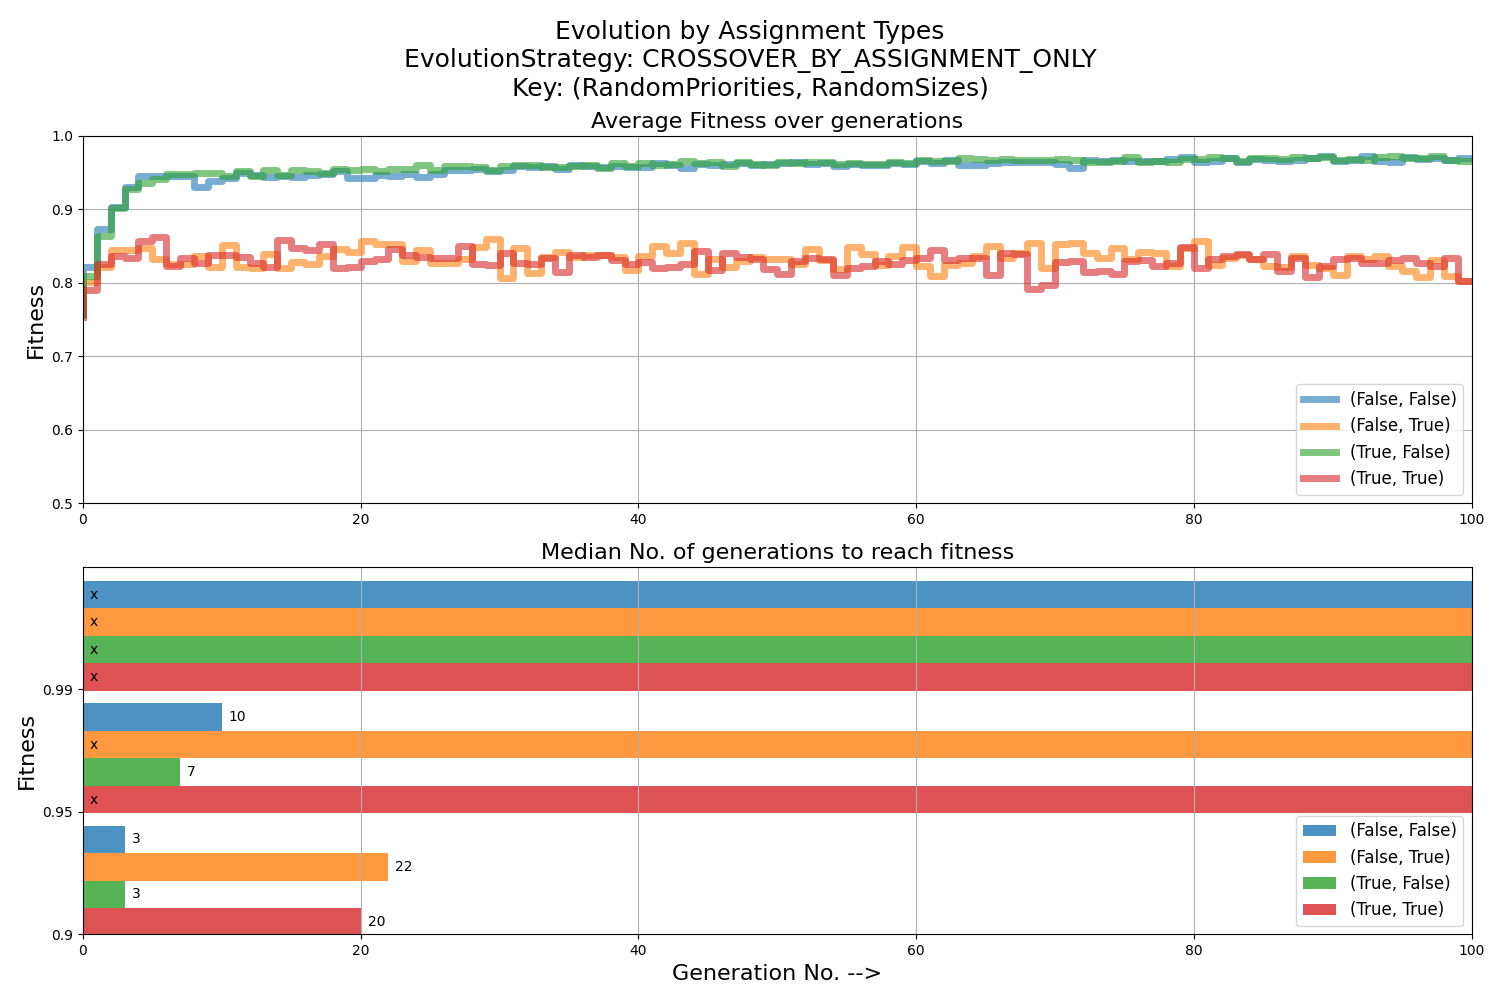 Evolution by Assignment Types
EvolutionStrategy: CROSSOVER_BY_ASSIGNMENT_ONLY
Key: (RandomPriorities, RandomSizes)
Average Fitness over generations
1.0
0.9
0.8
0.7
0.6
0.5
Fitness
(False, False)
(False, True)
(True, False)
(True, True)
0 20 40 60 80 100
Median No. of generations to reach fitness
x
x
x
x
0.99
10
x
7
x
0.95
3
22
3
20
0.9
Fitness
(False, False)
(False, True)
(True, False)
(True, True)
0 20 40 60 80 100
Generation No. -->